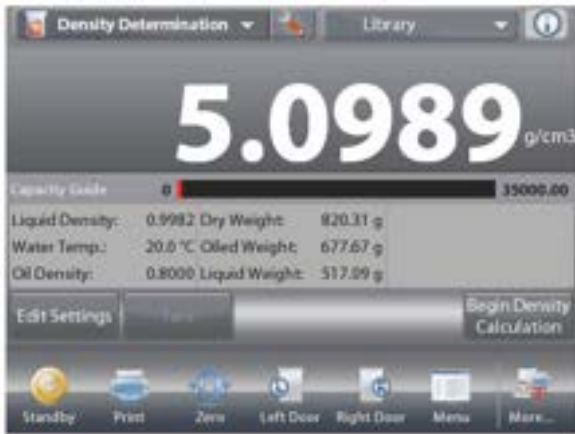 Density Determination Library
5.0989 g/cm3
Capacity Guide 0 35000.00
Liquid Density: 0.9982 Dry Weight: 820.31 g
Water Temp.: 20.0 °C Oiled Weight: 677.67 g
Oil Density: 0.8000 Liquid Weight: 517.09 g
Edit Settings Begin Density
Calculation
Standby Print Zero Left Door Right Door Menu More...